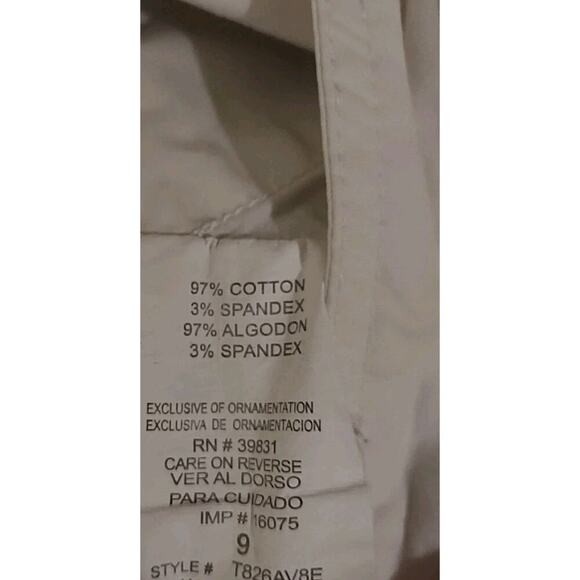 97% COTTON
3% SPANDEX
97% ALGODON
3% SPANDEX
EXCLUSIVE OF ORNAMENTATION
EXCLUSIVA DE ORNAMENTACION
RN # 39831
CARE ON REVERSE
VER AL DORSO
PARA CUIDADO
IMP # 16075
9
STYLE # T826AV8E